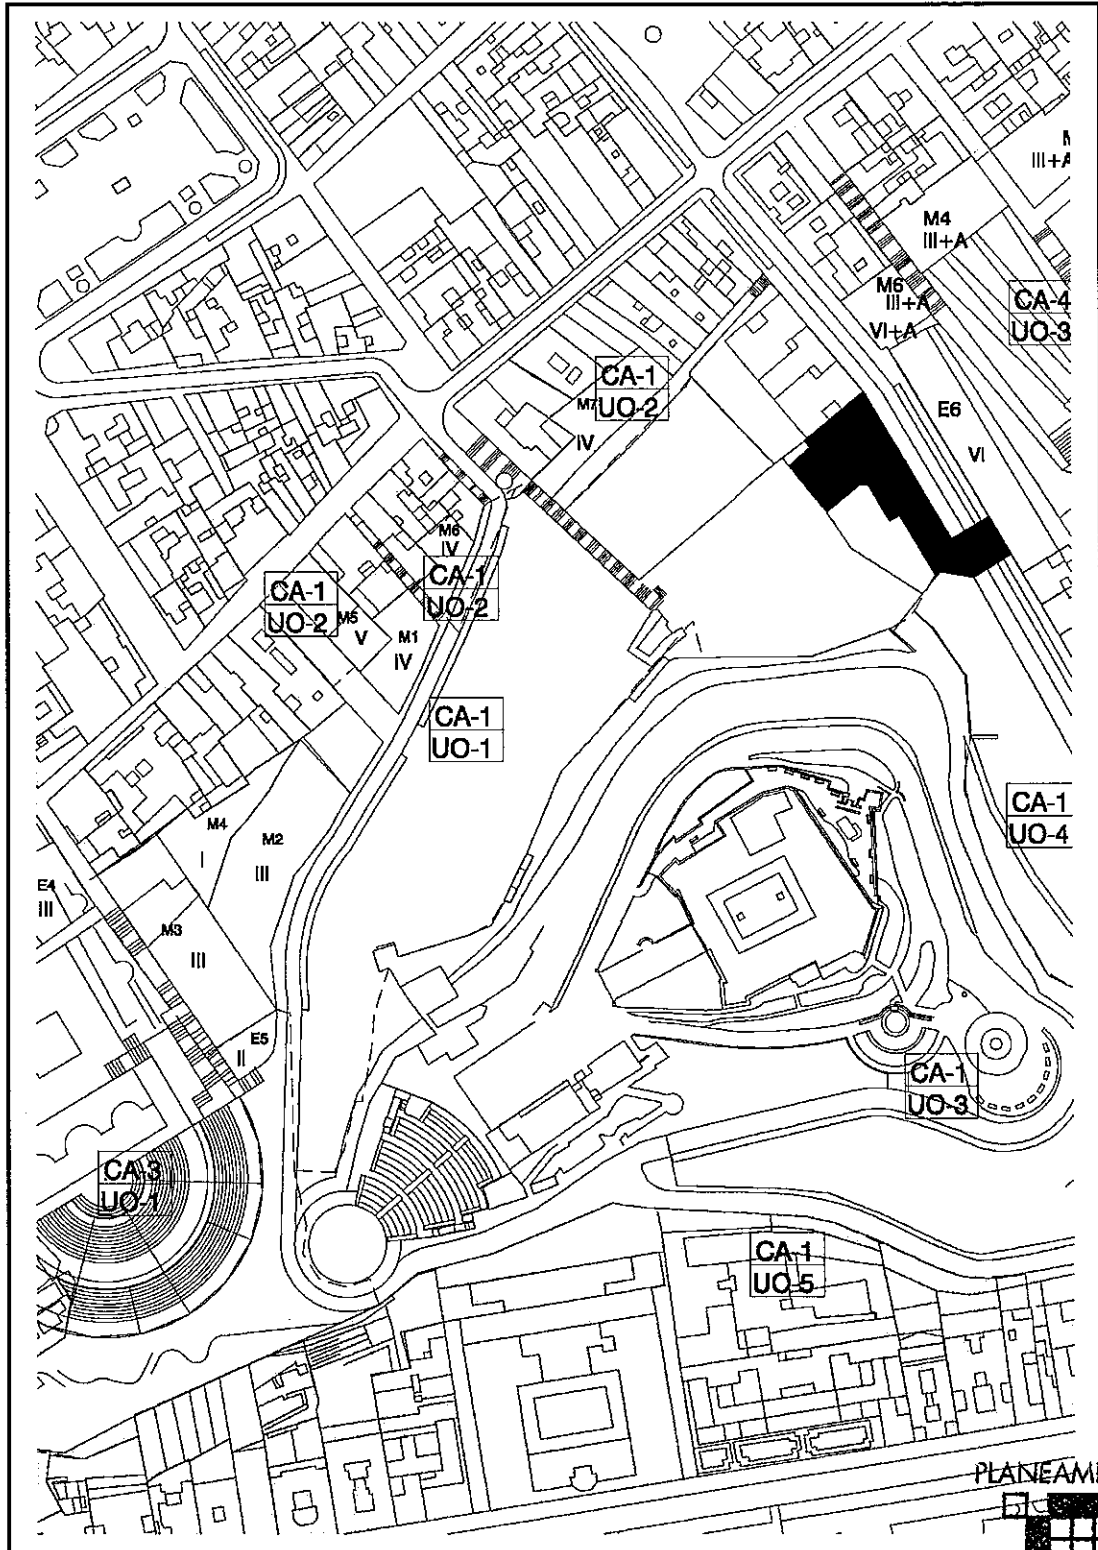 III+A
M4
III+A
M6
III+A
VI+A
CA-4
UO-3
CA-1
UO-2
M7
IV
E6
VI
M6
IV
CA-1
UO-2
CA-1
UO-2
M5
V
M1
IV
CA-1
UO-1
CA-1
UO-4
M4
I
M2
III
E4
III
M3
III
E5
II
CA-1
UO-3
CA-3
UO-1
CA-1
UO-5
PLANEAM